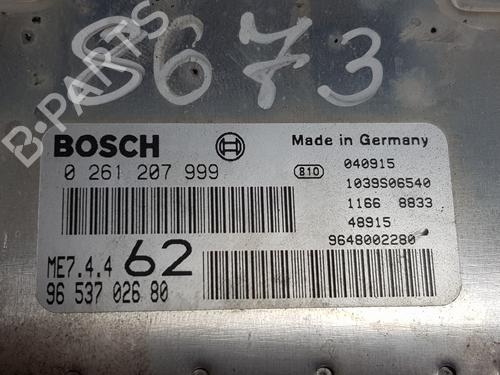 8673
B-PARTS
BOSCH
Made in Germany
0 261 207 999
810
040915
1039S06540
1166 8833
48915
9648002280
ME7.4.4 62
96 537 026 80